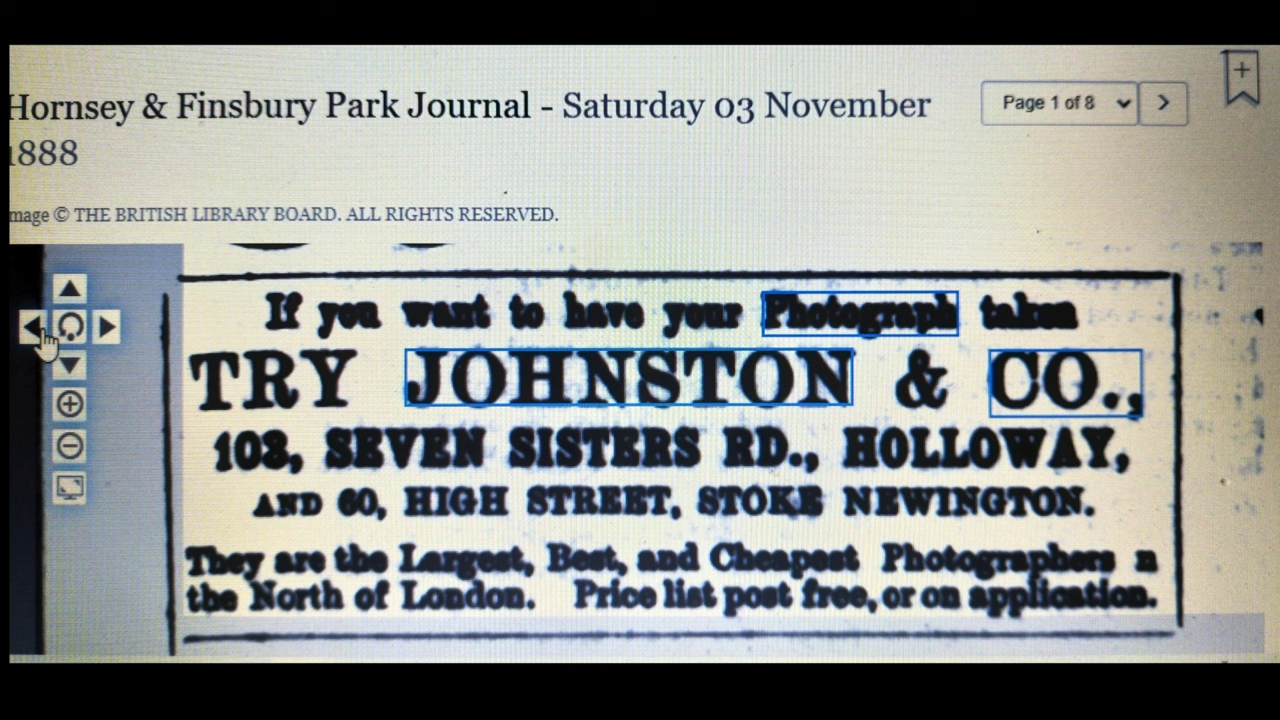 Hornsey & Finsbury Park Journal - Saturday 03 November
1888
Page 1 of 8
mage © THE BRITISH LIBRARY BOARD. ALL RIGHTS RESERVED.
If you want to have your Photograph taken
TRY JOHNSTON & CO.,
103, SEVEN SISTERS RD., HOLLOWAY,
AND 60, HIGH STREET, STOKE NEWINGTON.
They are the Largest, Best, and Cheapest Photographers n
the North of London. Price list post free, or on application.